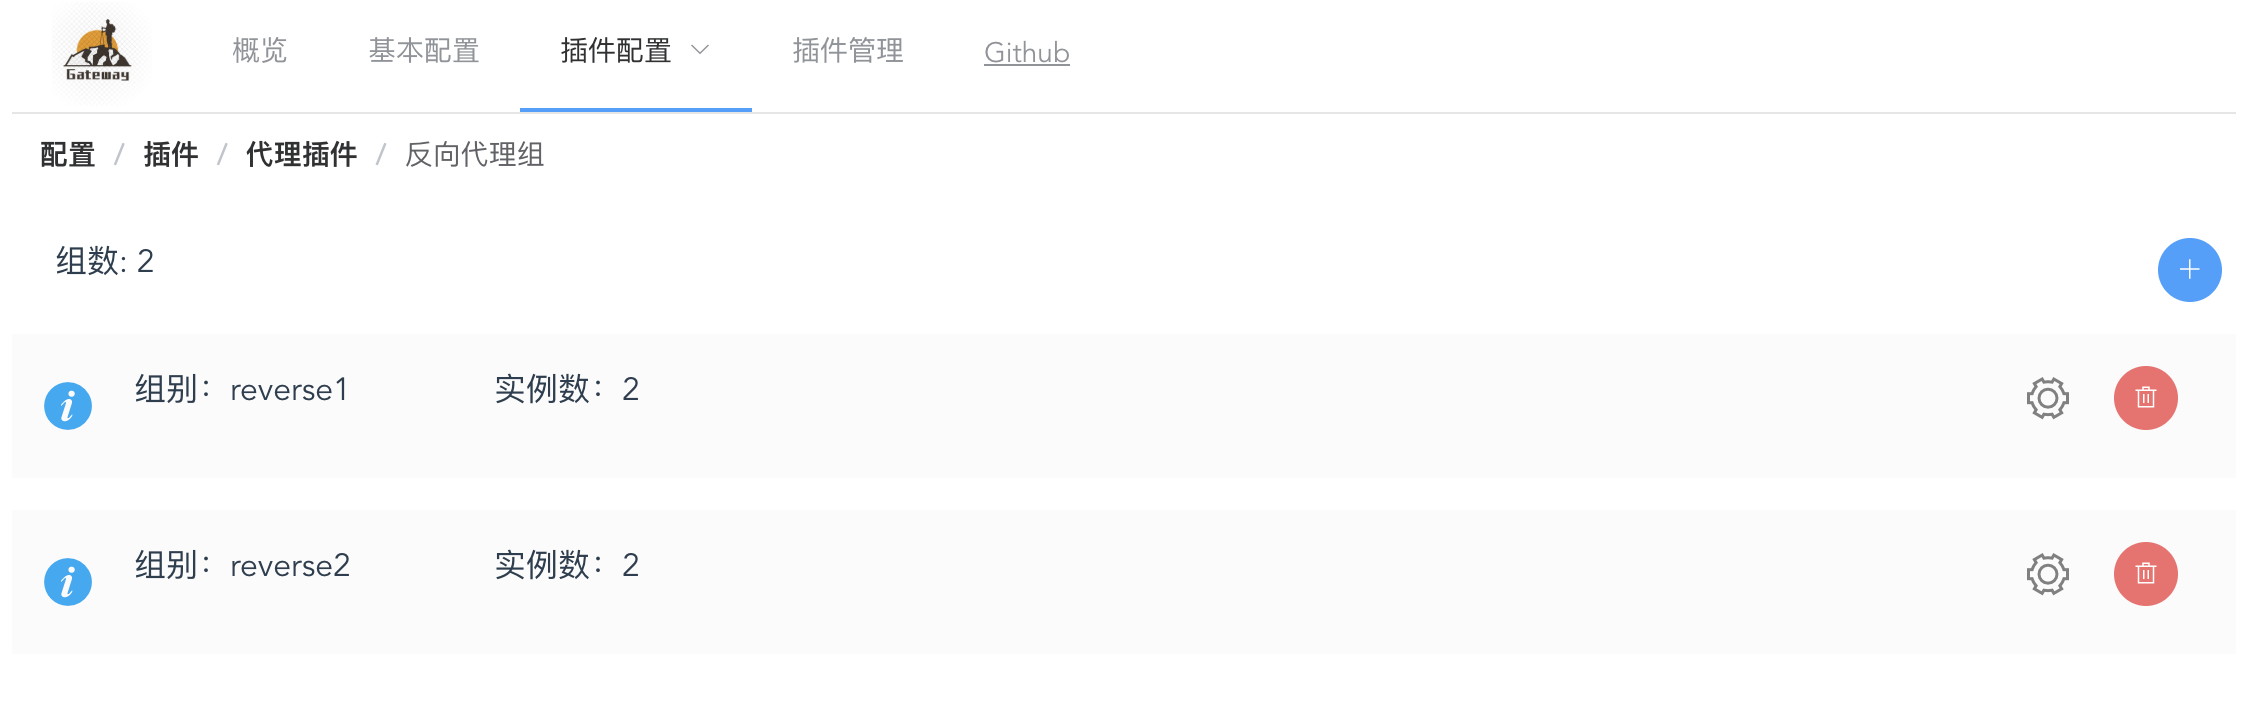 Gateway
概览 基本配置 插件配置 插件管理 Github
配置 / 插件 / 代理插件 / 反向代理组
组数: 2
组别：reverse1 实例数：2
组别：reverse2 实例数：2